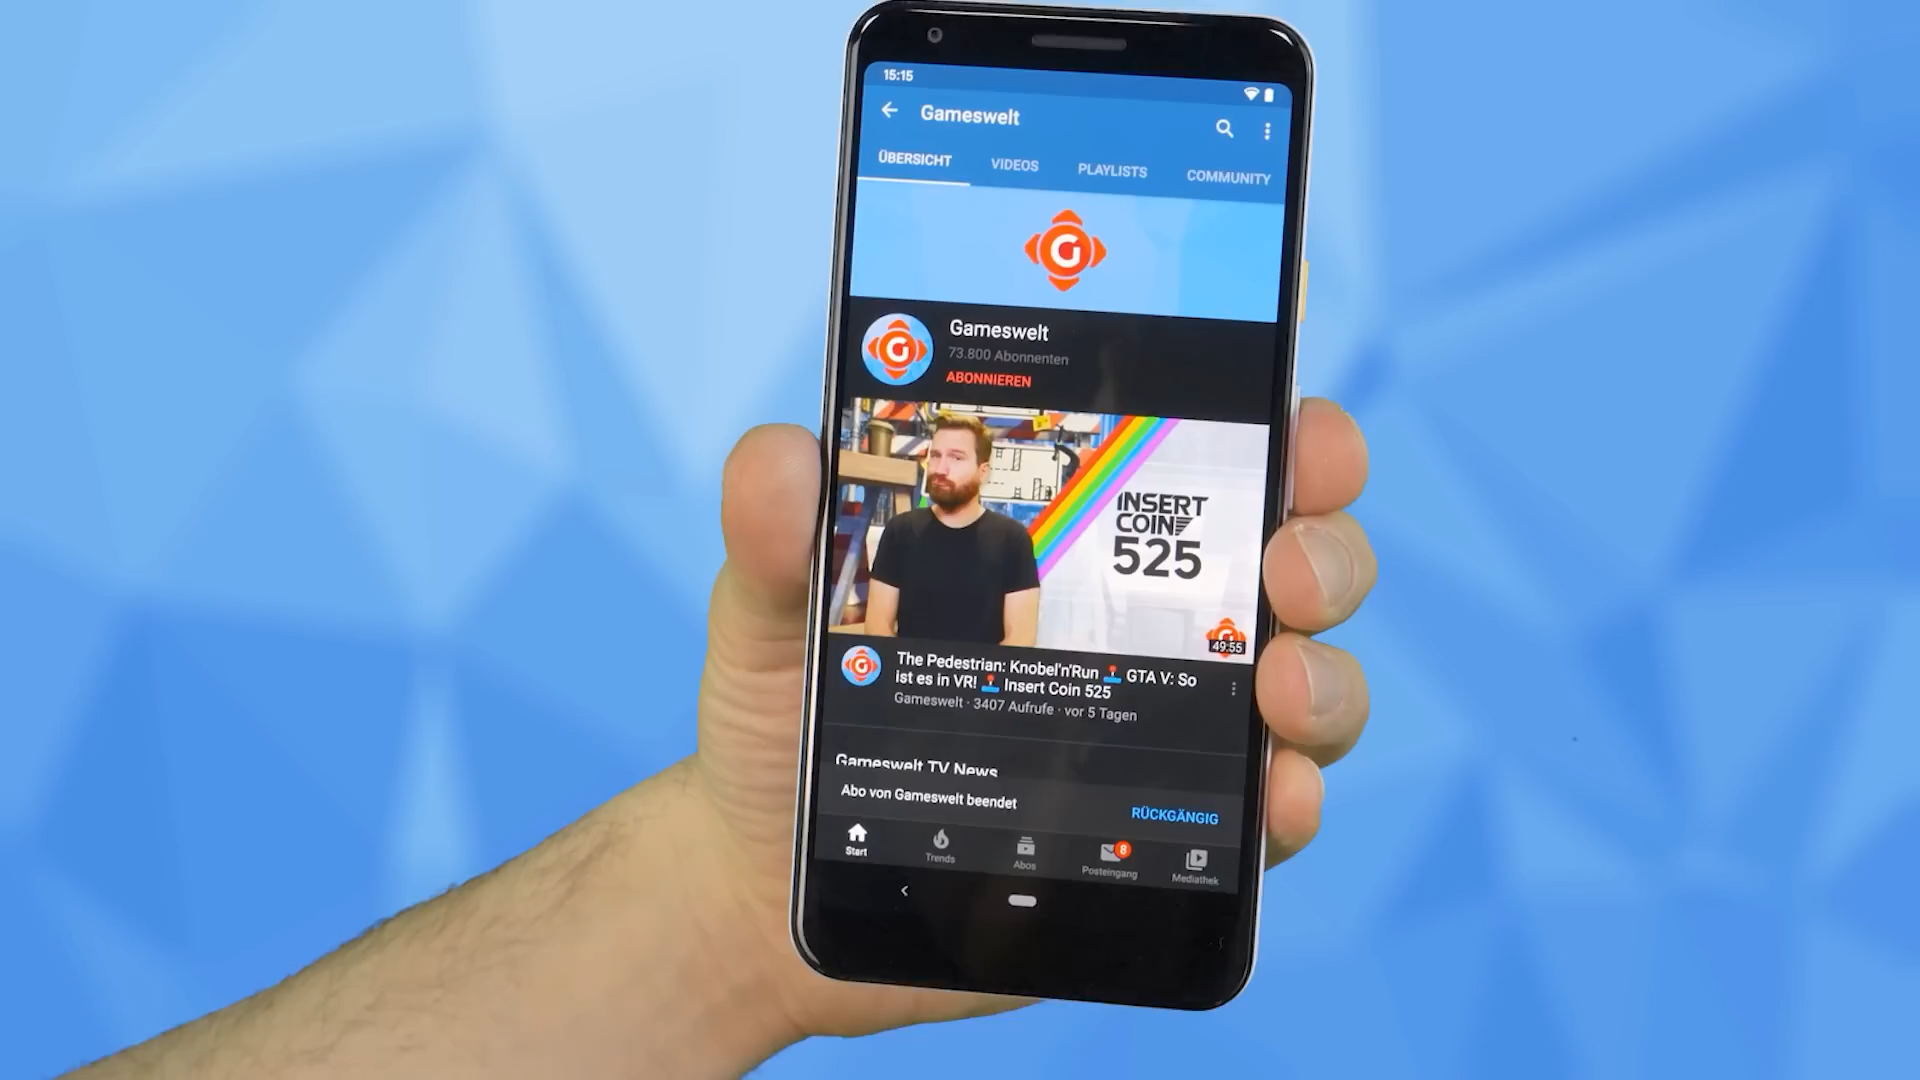 15:15
Gameswelt
ÜBERSICHT VIDEOS PLAYLISTS COMMUNITY
G
G
Gameswelt
73.800 Abonnenten
ABONNIEREN
INSERT
COIN
525
49:55
G
The Pedestrian: Knobel'n'Run GTA V: So
ist es in VR! Insert Coin 525
Gameswelt · 3407 Aufrufe · vor 5 Tagen
Gameswelt TV News
Abo von Gameswelt beendet RÜCKGÄNGIG
8
Start Trends Abos Posteingang Mediathek